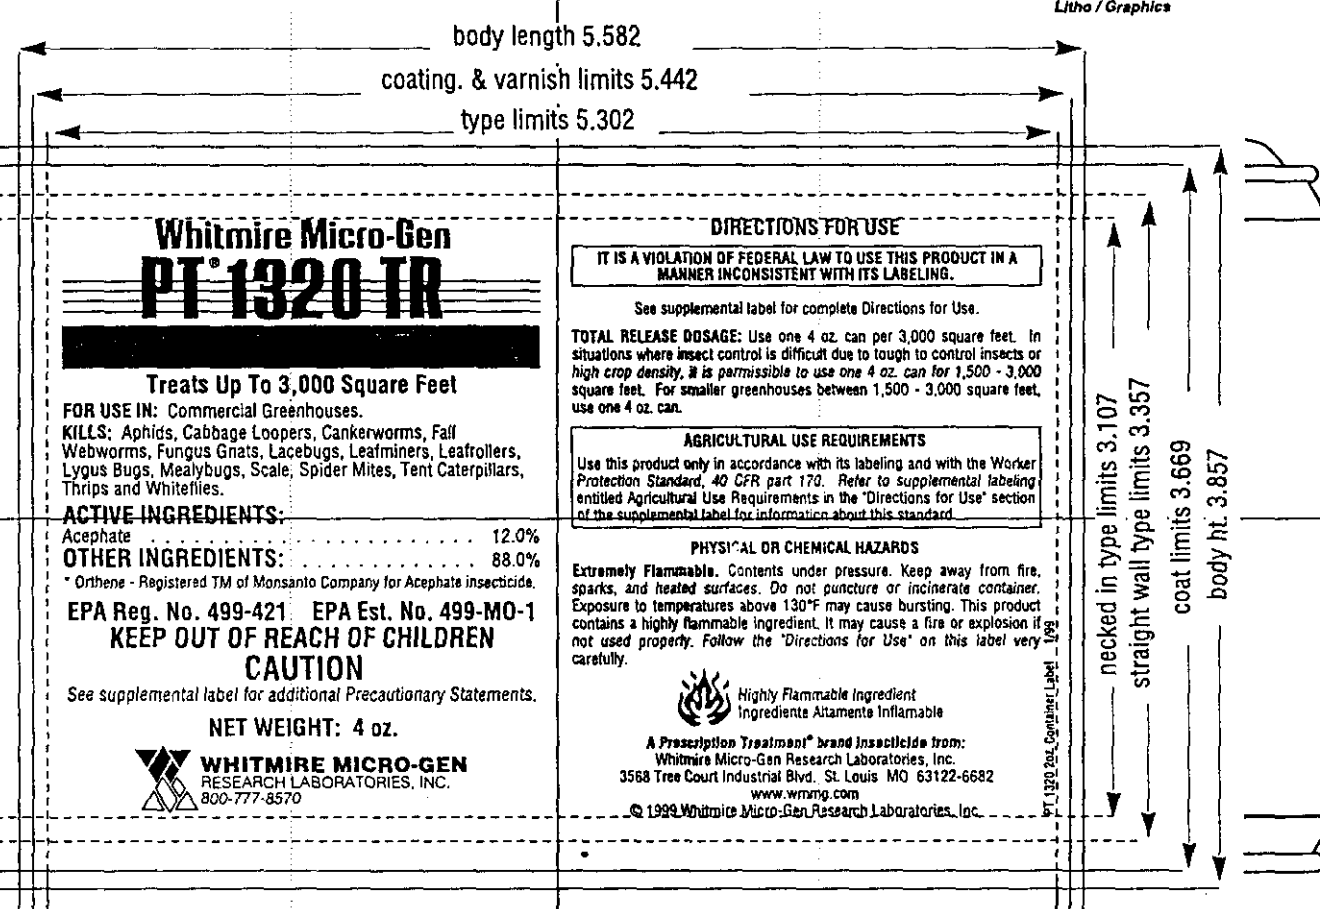 Litho / Graphics
body length 5.582
coating. & varnish limits 5.442
type limits 5.302
Whitmire Micro-Gen
PT® 1320 TR
Treats Up To 3,000 Square Feet
FOR USE IN: Commercial Greenhouses.
KILLS: Aphids, Cabbage Loopers, Cankerworms, Fall
Webworms, Fungus Gnats, Lacebugs, Leafminers, Leafrollers,
Lygus Bugs, Mealybugs, Scale, Spider Mites, Tent Caterpillars,
Thrips and Whiteflies.
ACTIVE INGREDIENTS:
Acephate . . . . . . . . . . . . . . . . . . . . . . . . . 12.0%
OTHER INGREDIENTS: . . . . . . . . . . . . . 88.0%
* Orthene - Registered TM of Monsanto Company for Acephate insecticide.
EPA Reg. No. 499-421 EPA Est. No. 499-MO-1
KEEP OUT OF REACH OF CHILDREN
CAUTION
See supplemental label for additional Precautionary Statements.
NET WEIGHT: 4 oz.
WHITMIRE MICRO-GEN
RESEARCH LABORATORIES, INC.
800-777-8570
DIRECTIONS FOR USE
IT IS A VIOLATION OF FEDERAL LAW TO USE THIS PRODUCT IN A
MANNER INCONSISTENT WITH ITS LABELING.
See supplemental label for complete Directions for Use.
TOTAL RELEASE DOSAGE: Use one 4 oz. can per 3,000 square feet. In
situations where insect control is difficult due to tough to control insects or
high crop density, it is permissible to use one 4 oz. can for 1,500 - 3,000
square feet. For smaller greenhouses between 1,500 - 3,000 square feet,
use one 4 oz. can.
AGRICULTURAL USE REQUIREMENTS
Use this product only in accordance with its labeling and with the Worker
Protection Standard, 40 CFR part 170. Refer to supplemental labeling
entitled Agricultural Use Requirements in the "Directions for Use" section
of the supplemental label for information about this standard.
PHYSICAL OR CHEMICAL HAZARDS
Extremely Flammable. Contents under pressure. Keep away from fire,
sparks, and heated surfaces. Do not puncture or incinerate container.
Exposure to temperatures above 130°F may cause bursting. This product
contains a highly flammable ingredient. It may cause a fire or explosion if
not used properly. Follow the "Directions for Use" on this label very
carefully.
Highly Flammable Ingredient
Ingrediente Altamente Inflamable
A Prescription Treatment® brand Insecticide from:
Whitmire Micro-Gen Research Laboratories, Inc.
3568 Tree Court Industrial Blvd. St. Louis MO 63122-6682
www.wmmg.com
© 1999 Whitmire Micro-Gen Research Laboratories, Inc.
PT 1320 2oz_Container Label 1/99
necked in type limits 3.107
straight wall type limits 3.357
coat limits 3.669
body ht. 3.857